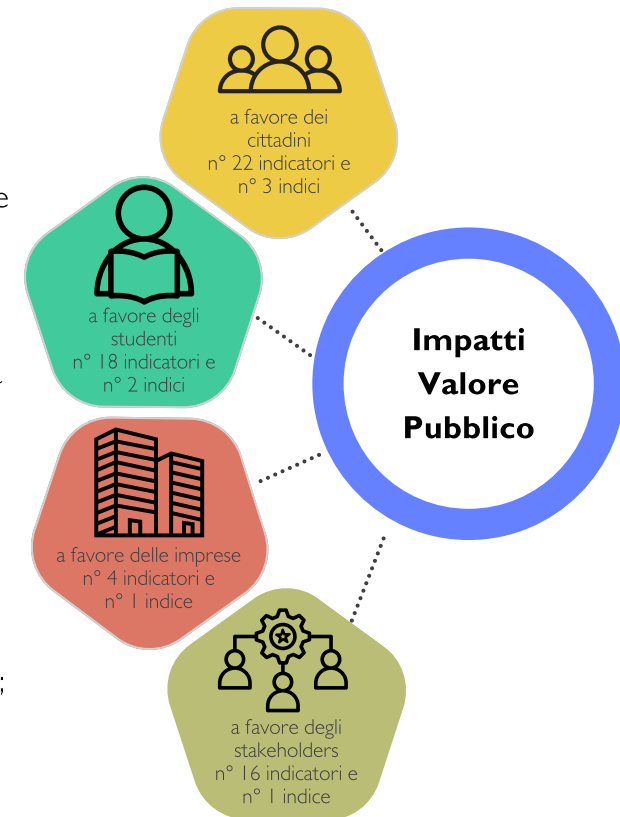 a favore dei
cittadini
n° 22 indicatori e
n° 3 indici
e
a favore degli
studenti
n° 18 indicatori e
n° 2 indici
Impatti
Valore
Pubblico
a favore delle imprese
n° 4 indicatori e
n° 1 indice
;
a favore degli
stakeholders
n° 16 indicatori e
n° 1 indice